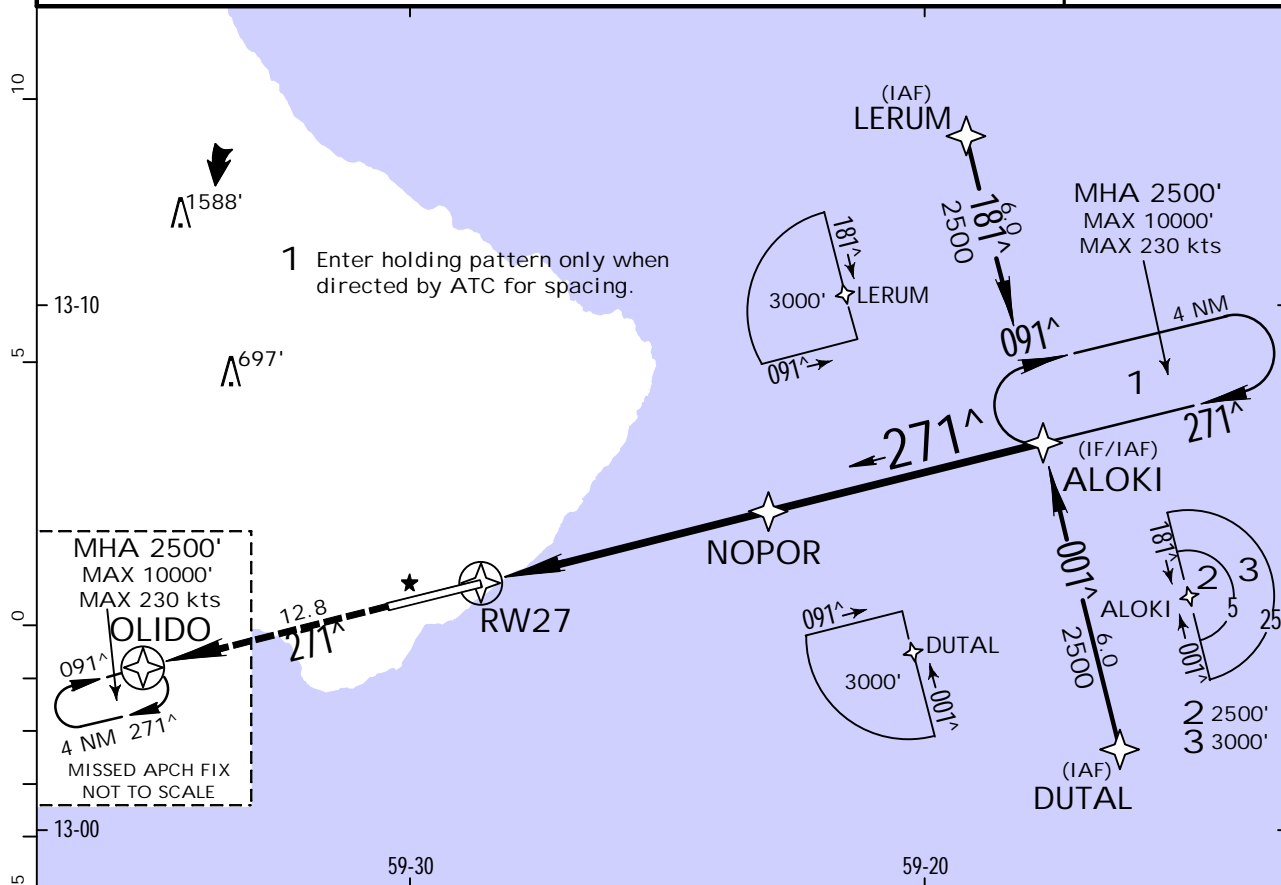 10
(IAF)
LERUM
181^
6.0
2500
MHA 2500'
MAX 10000'
MAX 230 kts
1588'
1 Enter holding pattern only when
directed by ATC for spacing.
181^
3000'
LERUM
091^
13-10
091^
4 NM
1
271^
5
697'
271^
(IF/IAF)
ALOKI
NOPOR
MHA 2500'
MAX 10000'
MAX 230 kts
OLIDO
12.8
271^
RW27
0
091^
4 NM 271^
MISSED APCH FIX
NOT TO SCALE
091^
DUTAL
3000'
001^
001^
6.0
2500
181^
2
3
ALOKI
5
25
001^
2 2500'
3 3000'
(IAF)
DUTAL
13-00
59-30
59-20
5